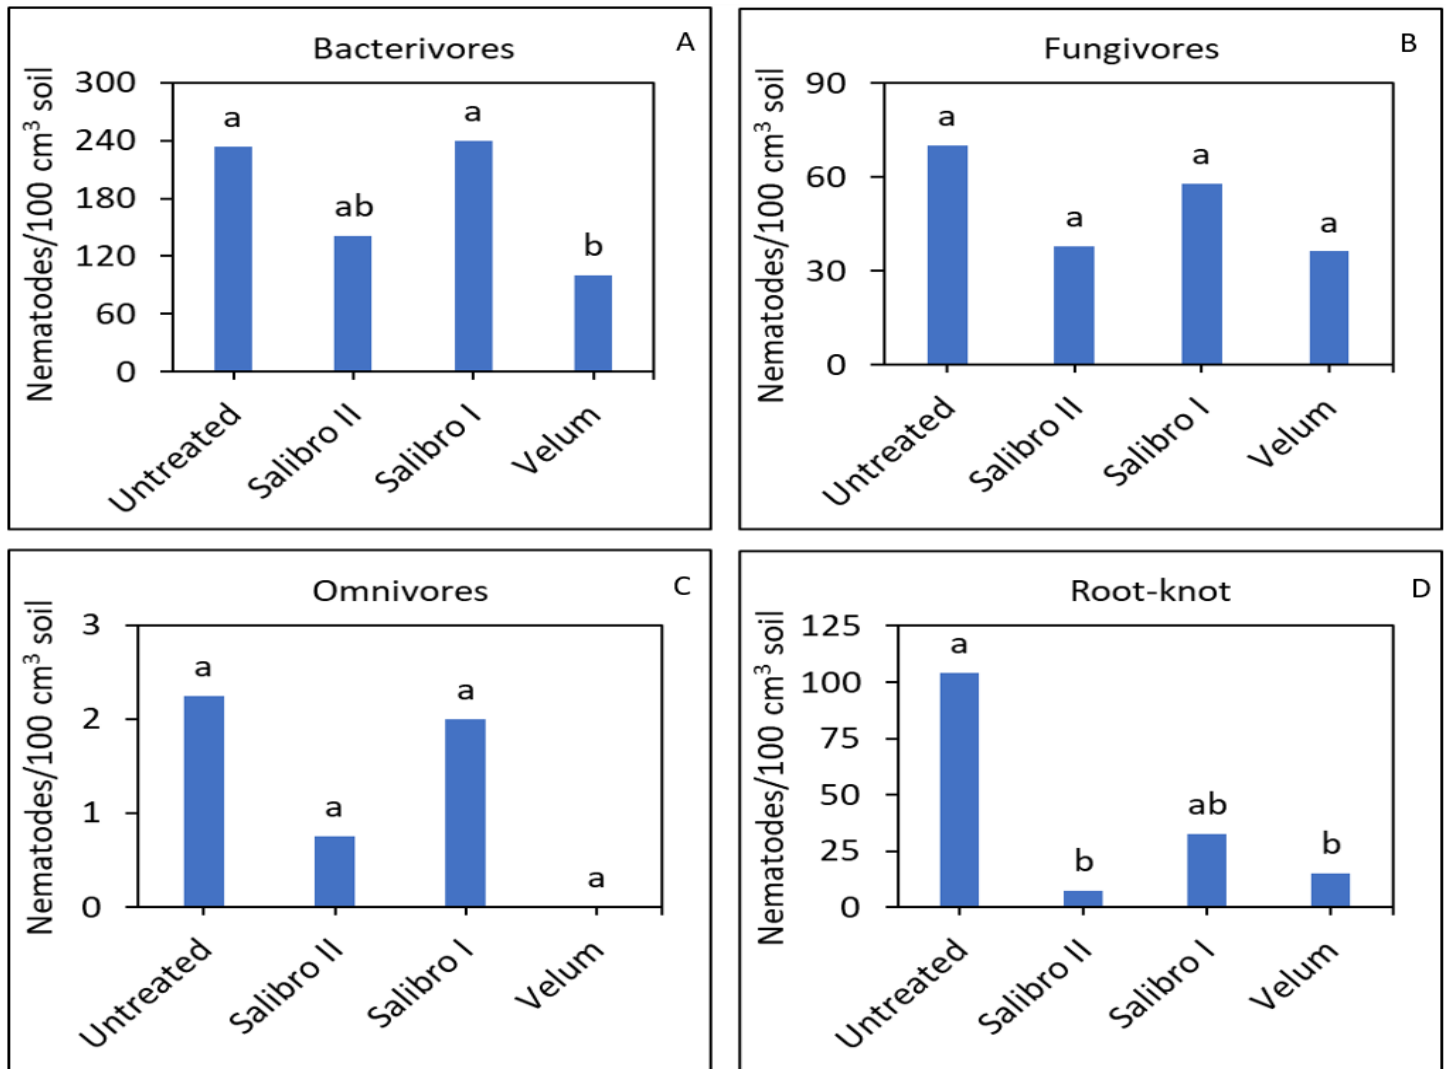 Bacterivores
A
Nematodes/100 cm³ soil
300
240
180
120
60
0
a
ab
a
b
Untreated
Salibro II
Salibro I
Velum
Fungivores
B
Nematodes/100 cm³ soil
90
60
30
0
a
a
a
a
Untreated
Salibro II
Salibro I
Velum
Omnivores
C
Nematodes/100 cm³ soil
3
2
1
0
a
a
a
a
Untreated
Salibro II
Salibro I
Velum
Root-knot
D
Nematodes/100 cm³ soil
125
100
75
50
25
0
a
b
ab
b
Untreated
Salibro II
Salibro I
Velum